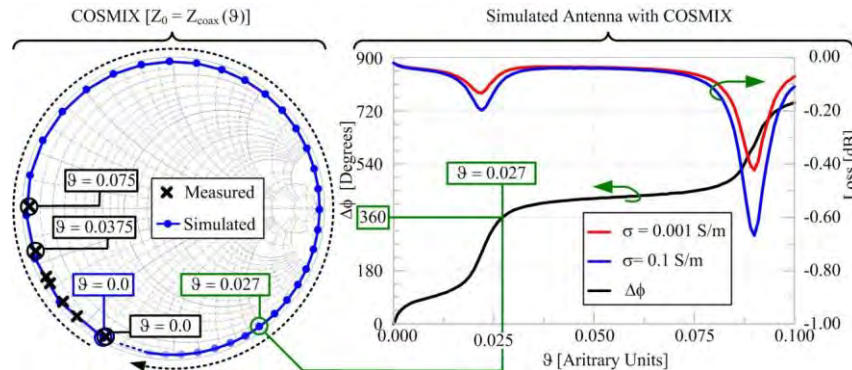 COSMIX [Z0 = Zcoax (ϑ)]
Simulated Antenna with COSMIX
ϑ = 0.075
ϑ = 0.0375
Measured
Simulated
ϑ = 0.0
ϑ = 0.027
ϑ = 0.0
900
720
540
360
180
0
Δϕ [Degrees]
ϑ = 0.027
σ = 0.001 S/m
σ= 0.1 S/m
Δϕ
0.00
-0.20
-0.40
-0.60
-0.80
-1.00
Loss [dB]
0.000
0.025
0.050
0.075
0.100
ϑ [Aritrary Units]